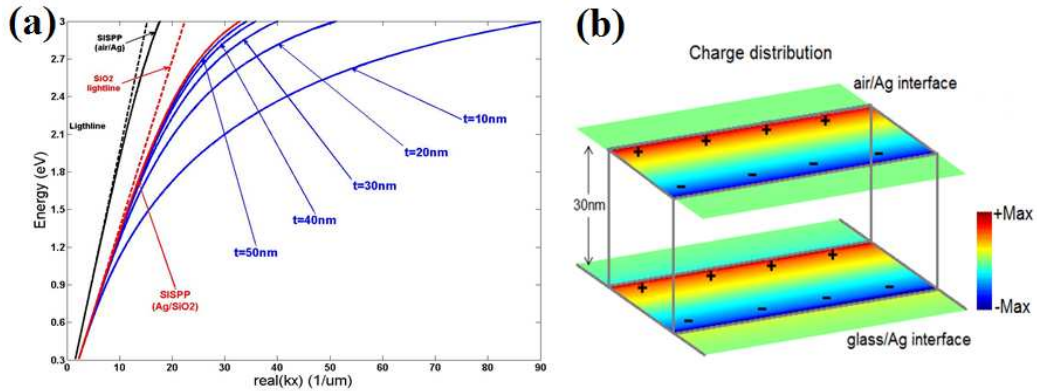 (a)
3
2.7
2.4
2.1
1.8
1.5
1.2
0.9
0.6
0.3
Energy (eV)
0
10
20
30
40
50
60
70
80
90
real(kx) (1/um)
SISPP
(air/Ag)
SiO2
lightline
Ligthline
t=10nm
t=20nm
t=30nm
t=40nm
t=50nm
SISPP
(Ag/SiO2)
(b)
Charge distribution
air/Ag interface
+ + + +
- - - -
30nm
+ + + +
- - - -
+Max
-Max
glass/Ag interface